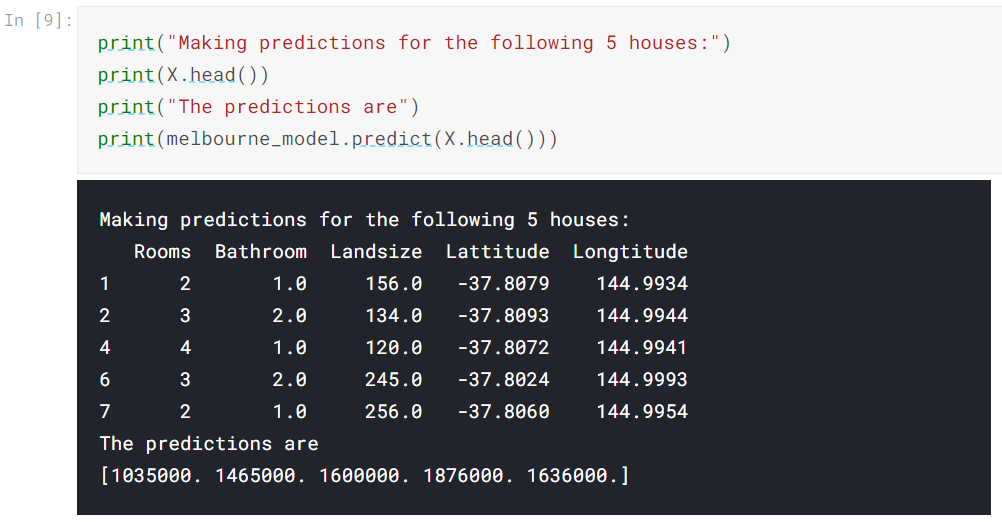 In [9]:
print("Making predictions for the following 5 houses:")
print(X.head())
print("The predictions are")
print(melbourne_model.predict(X.head()))
Making predictions for the following 5 houses:
   Rooms  Bathroom  Landsize  Lattitude  Longtitude
1      2       1.0     156.0   -37.8079    144.9934
2      3       2.0     134.0   -37.8093    144.9944
4      4       1.0     120.0   -37.8072    144.9941
6      3       2.0     245.0   -37.8024    144.9993
7      2       1.0     256.0   -37.8060    144.9954
The predictions are
[1035000. 1465000. 1600000. 1876000. 1636000.]